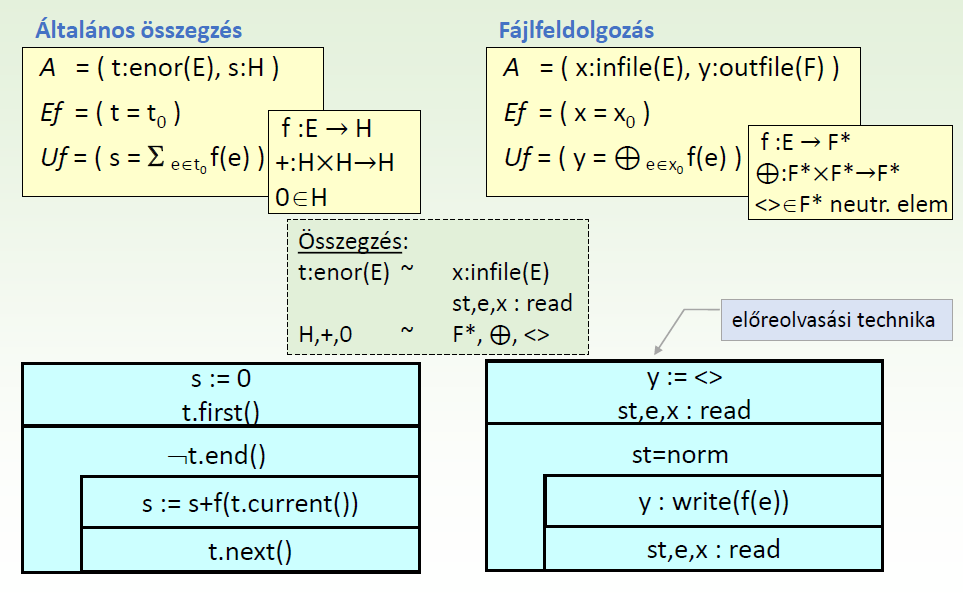 Általános összegzés
A = ( t:enor(E), s:H )
Ef = ( t = t₀ )
Uf = ( s = Σ e∈t₀ f(e) )
f :E → H
+:H×H→H
0∈H
Fájlfeldolgozás
A = ( x:infile(E), y:outfile(F) )
Ef = ( x = x₀ )
Uf = ( y = ⊕ e∈x₀ f(e) )
f :E → F*
⊕:F*×F*→F*
<>∈F* neutr. elem
Összegzés:
t:enor(E) ~ x:infile(E)
st,e,x : read
H,+,0 ~ F*, ⊕, <>
előreolvasási technika
s := 0
t.first()
¬t.end()
s := s+f(t.current())
t.next()
y := <>
st,e,x : read
st=norm
y : write(f(e))
st,e,x : read